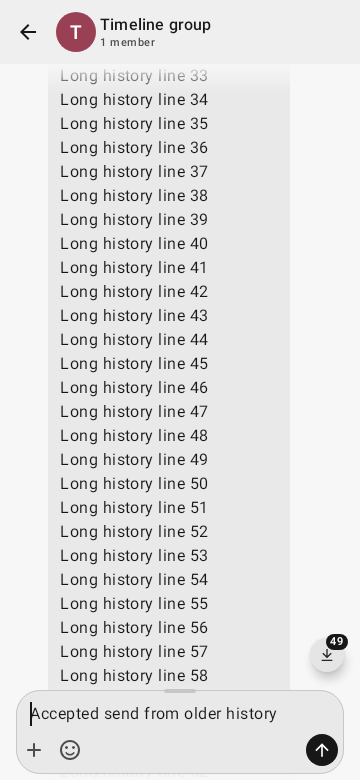 T
Timeline group
1 member
Long history line 33
Long history line 34
Long history line 35
Long history line 36
Long history line 37
Long history line 38
Long history line 39
Long history line 40
Long history line 41
Long history line 42
Long history line 43
Long history line 44
Long history line 45
Long history line 46
Long history line 47
Long history line 48
Long history line 49
Long history line 50
Long history line 51
Long history line 52
Long history line 53
Long history line 54
Long history line 55
Long history line 56
Long history line 57
Long history line 58
49
Accepted send from older history